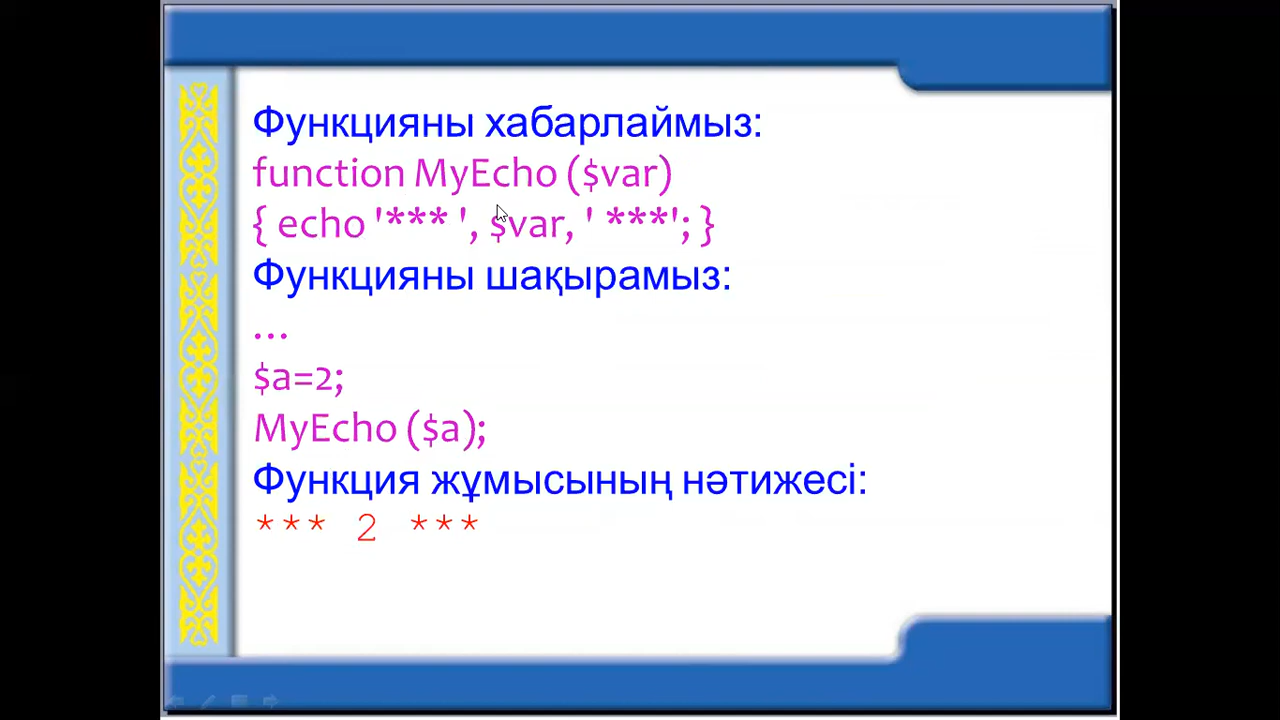 Функцияны хабарлаймыз:
function MyEcho ($var)
{ echo '*** ', $var, ' ***'; }
Функцияны шақырамыз:
...
$a=2;
MyEcho ($a);
Функция жұмысының нәтижесі:
*** 2 ***